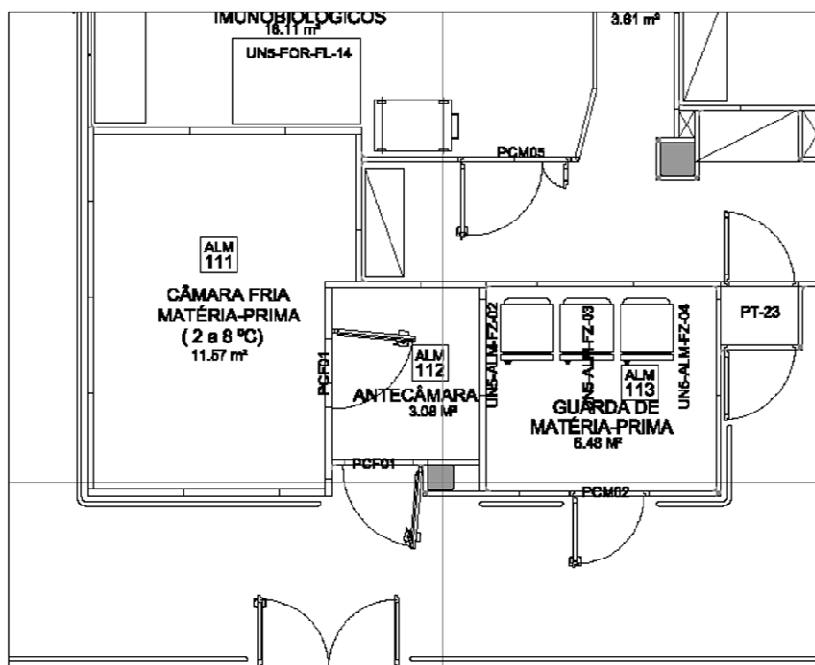 IMUNOBIOLÓGICOS
16.11 m²
UN5-FOR-FL-14
3.61 m²
PCM05
ALM
111
CÂMARA FRIA
MATÉRIA-PRIMA
( 2 a 8 ºC)
11.57 m²
PCF01
ALM
112
ANTECÂMARA
3.08 M²
PCF01
UN5-ALM-FZ-02
UN5-ALM-FZ-03
UN5-ALM-FZ-04
ALM
113
GUARDA DE
MATÉRIA-PRIMA
6.48 M²
PCM02
PT-23